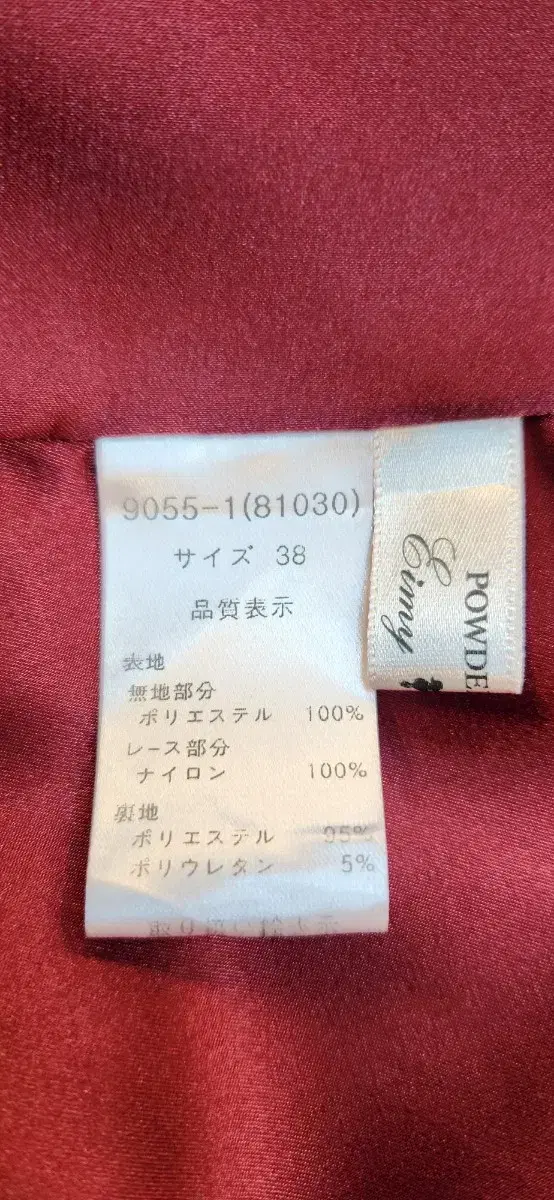 9055-1(81030)
サイズ 38
品質表示
表地
無地部分
ポリエステル 100%
レース部分
ナイロン 100%
裏地
ポリエステル 95%
ポリウレタン 5%
Eimy
POWDE